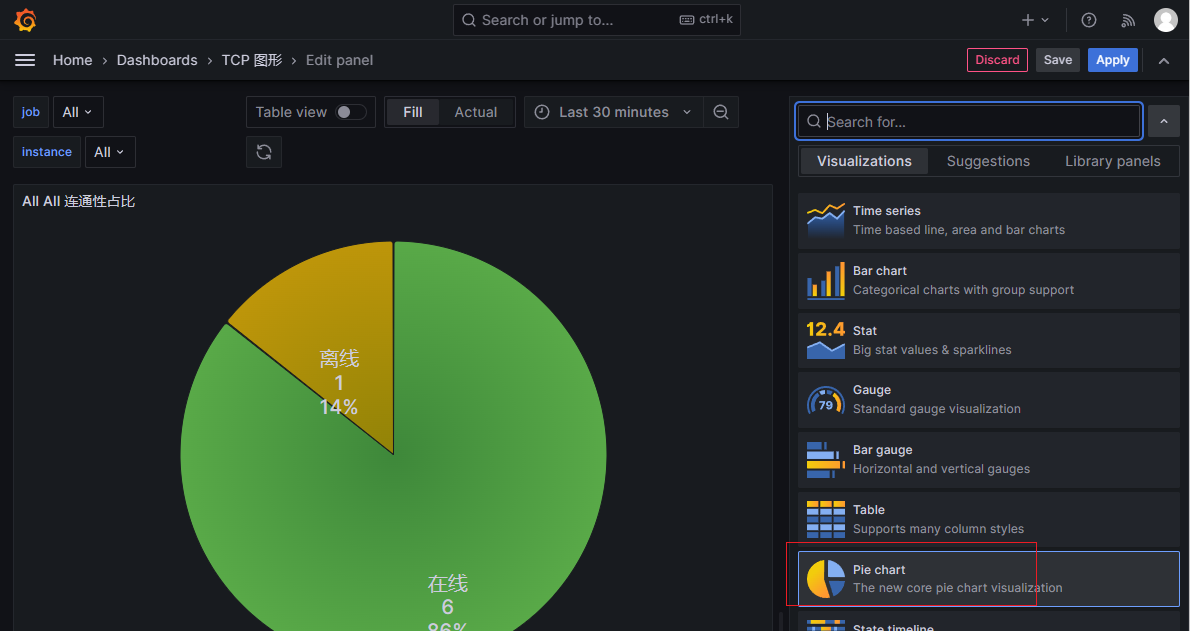 Search or jump to... ctrl+k
Home › Dashboards › TCP 图形 › Edit panel
Discard Save Apply
job All
Table view Fill Actual Last 30 minutes
instance All
All All 连通性占比
离线
1
14%
在线
6
86%
Search for...
Visualizations Suggestions Library panels
Time series
Time based line, area and bar charts
Bar chart
Categorical charts with group support
12.4
Stat
Big stat values & sparklines
79
Gauge
Standard gauge visualization
Bar gauge
Horizontal and vertical gauges
Table
Supports many column styles
Pie chart
The new core pie chart visualization
State timeline